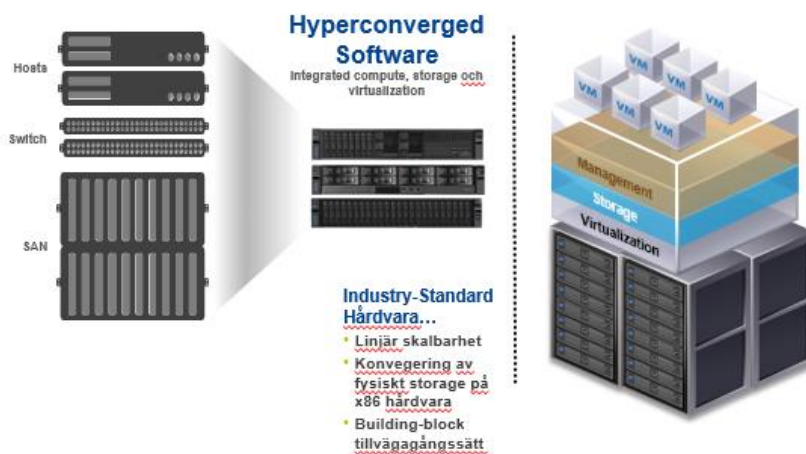 Hosts
Switch
SAN
Hyperconverged
Software
Integrated compute, storage och
virtualization
Industry-Standard
Hårdvara…
• Linjär skalbarhet
• Konvegering av
fysiskt storage på
x86 hårdvara
• Building-block
tillvägagångssätt
VM
VM
VM
VM
VM
VM
Management
Storage
Virtualization